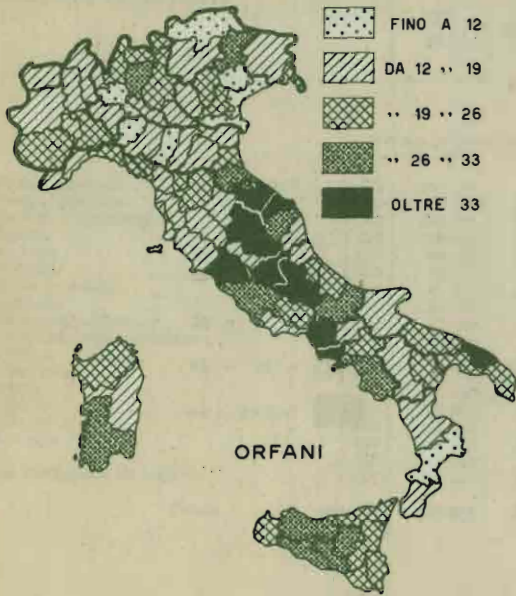 FINO A 12
DA 12 ,, 19
,, 19 ,, 26
,, 26 ,, 33
OLTRE 33
ORFANI